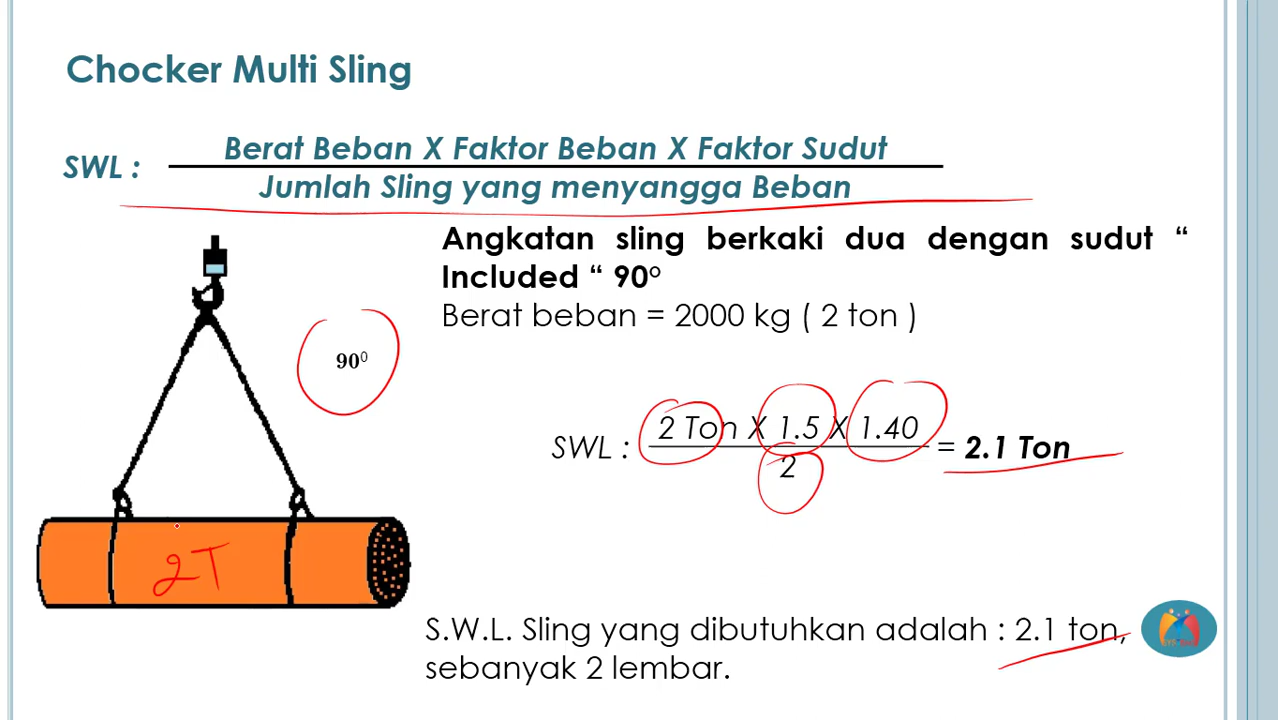 Chocker Multi Sling
SWL : Berat Beban X Faktor Beban X Faktor Sudut
Jumlah Sling yang menyangga Beban
Angkatan sling berkaki dua dengan sudut “
Included “ 90°
Berat beban = 2000 kg ( 2 ton )
90⁰
SWL : 2 Ton X 1.5 X 1.40 = 2.1 Ton
2
2T
S.W.L. Sling yang dibutuhkan adalah : 2.1 ton,
sebanyak 2 lembar.